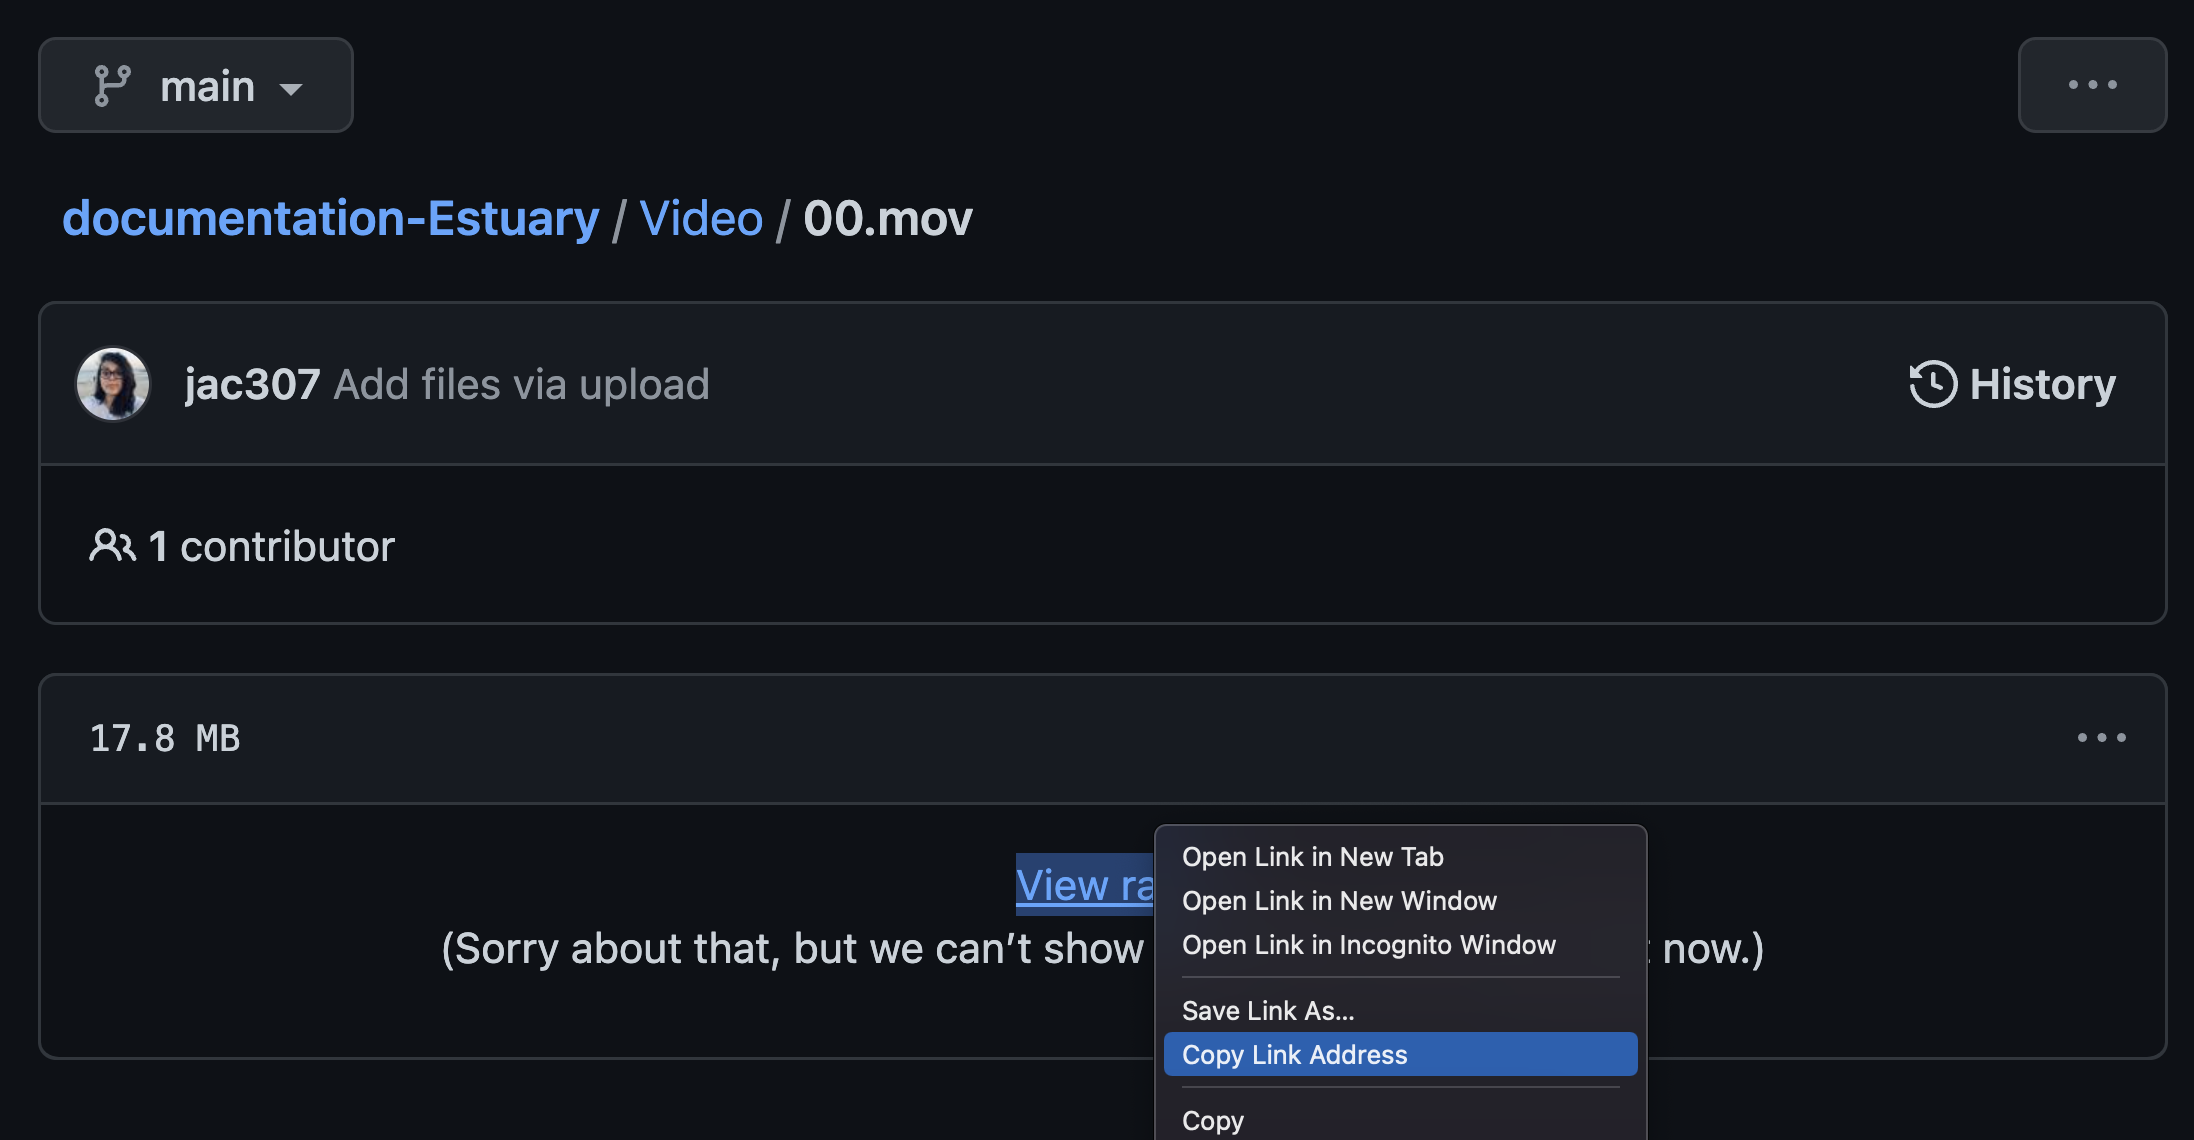 main
documentation-Estuary / Video / 00.mov
jac307 Add files via upload
History
1 contributor
17.8 MB
View ra
(Sorry about that, but we can’t show
now.)
Open Link in New Tab
Open Link in New Window
Open Link in Incognito Window
Save Link As...
Copy Link Address
Copy